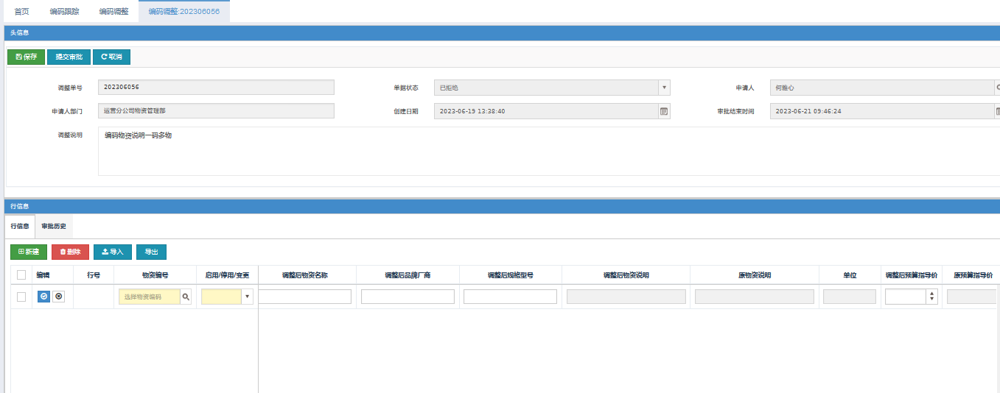 首页 编码跟踪 编码调整 编码调整:202306056
头信息
保存 提交审批 取消
调整单号 202306056 单据状态 已拒绝 申请人 何雅心
申请人部门 运营分公司物资管理部 创建日期 2023-06-19 13:38:40 审批结束时间 2023-06-21 09:46:24
调整说明 编码物资说明一码多物
行信息
行信息 审批历史
新建 删除 导入 导出
编辑 行号 物资编号 启用/停用/变更 调整后物资名称 调整后品牌厂商 调整后规格型号 调整后物资说明 原物资说明 单位 调整后预算指导价 原预算指导价
选择物资编码